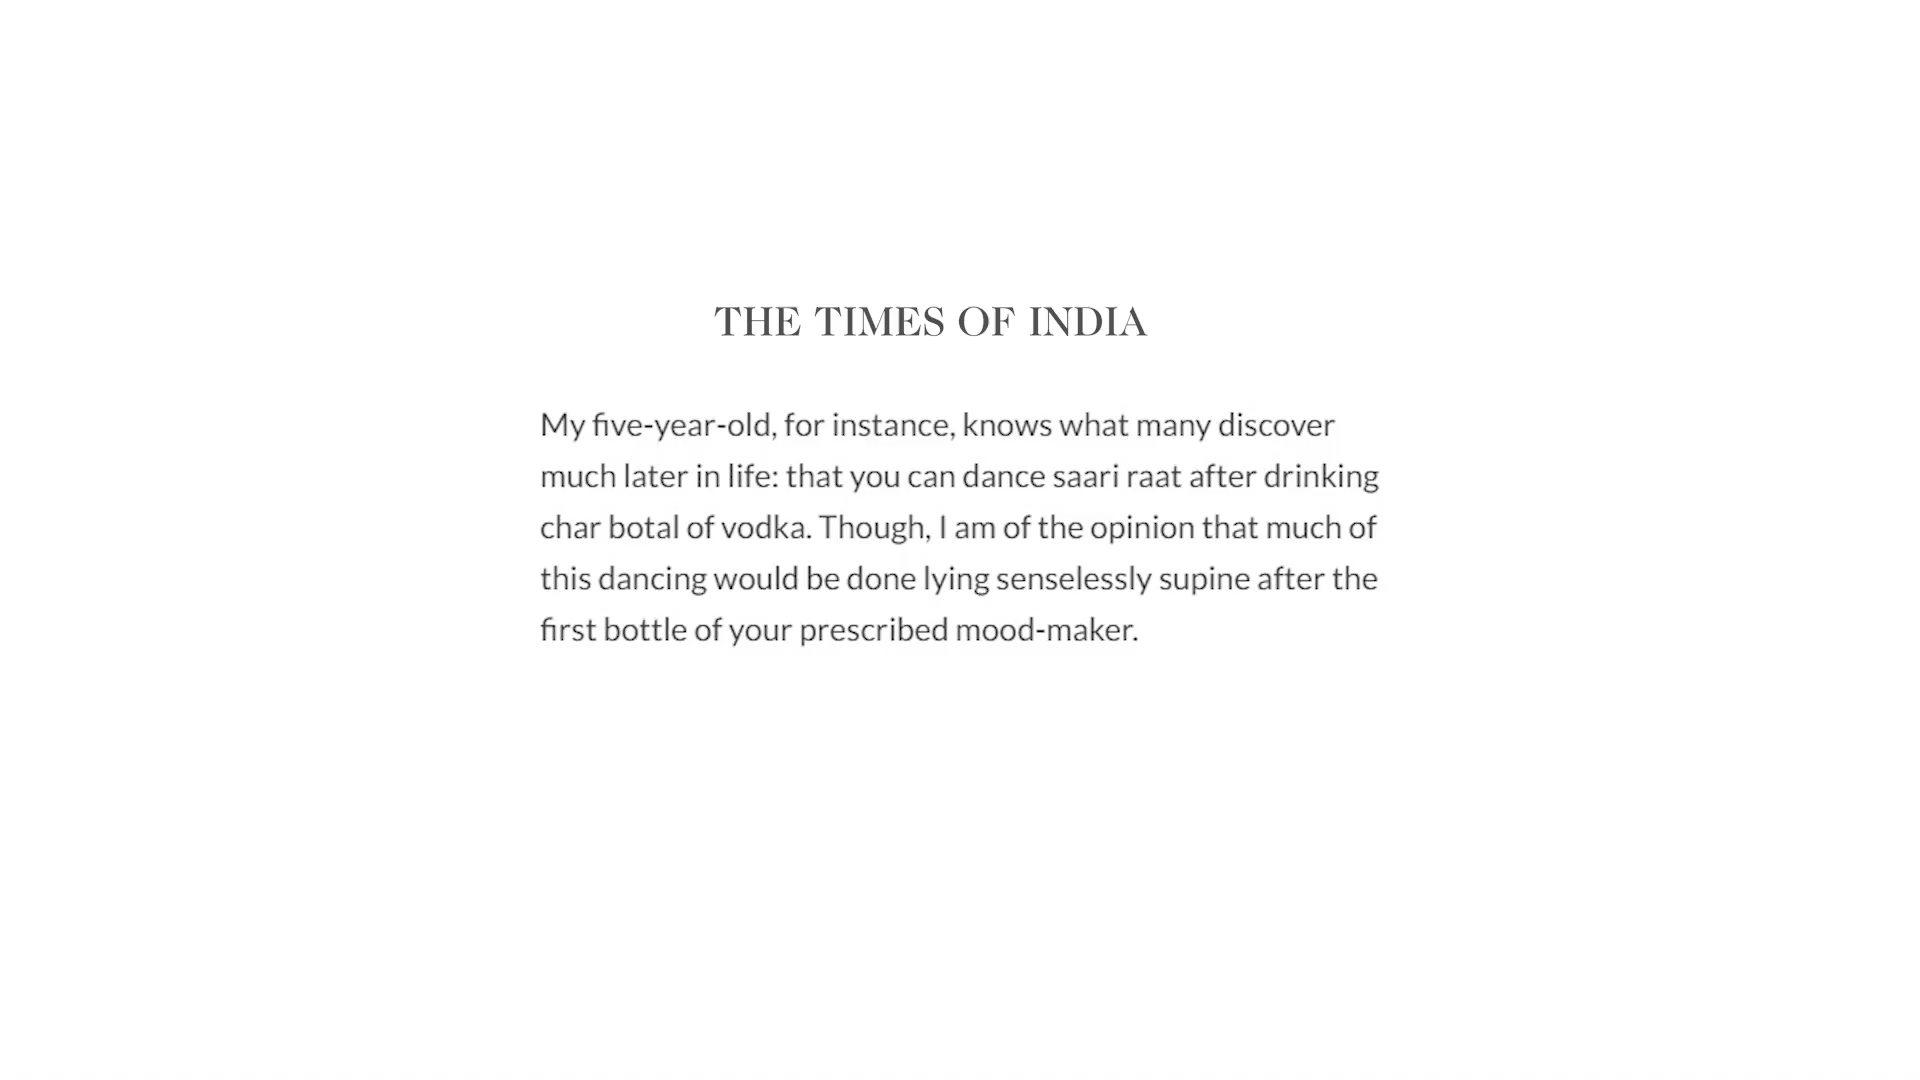 THE TIMES OF INDIA
My five-year-old, for instance, knows what many discover
much later in life: that you can dance saari raat after drinking
char botal of vodka. Though, I am of the opinion that much of
this dancing would be done lying senselessly supine after the
first bottle of your prescribed mood-maker.